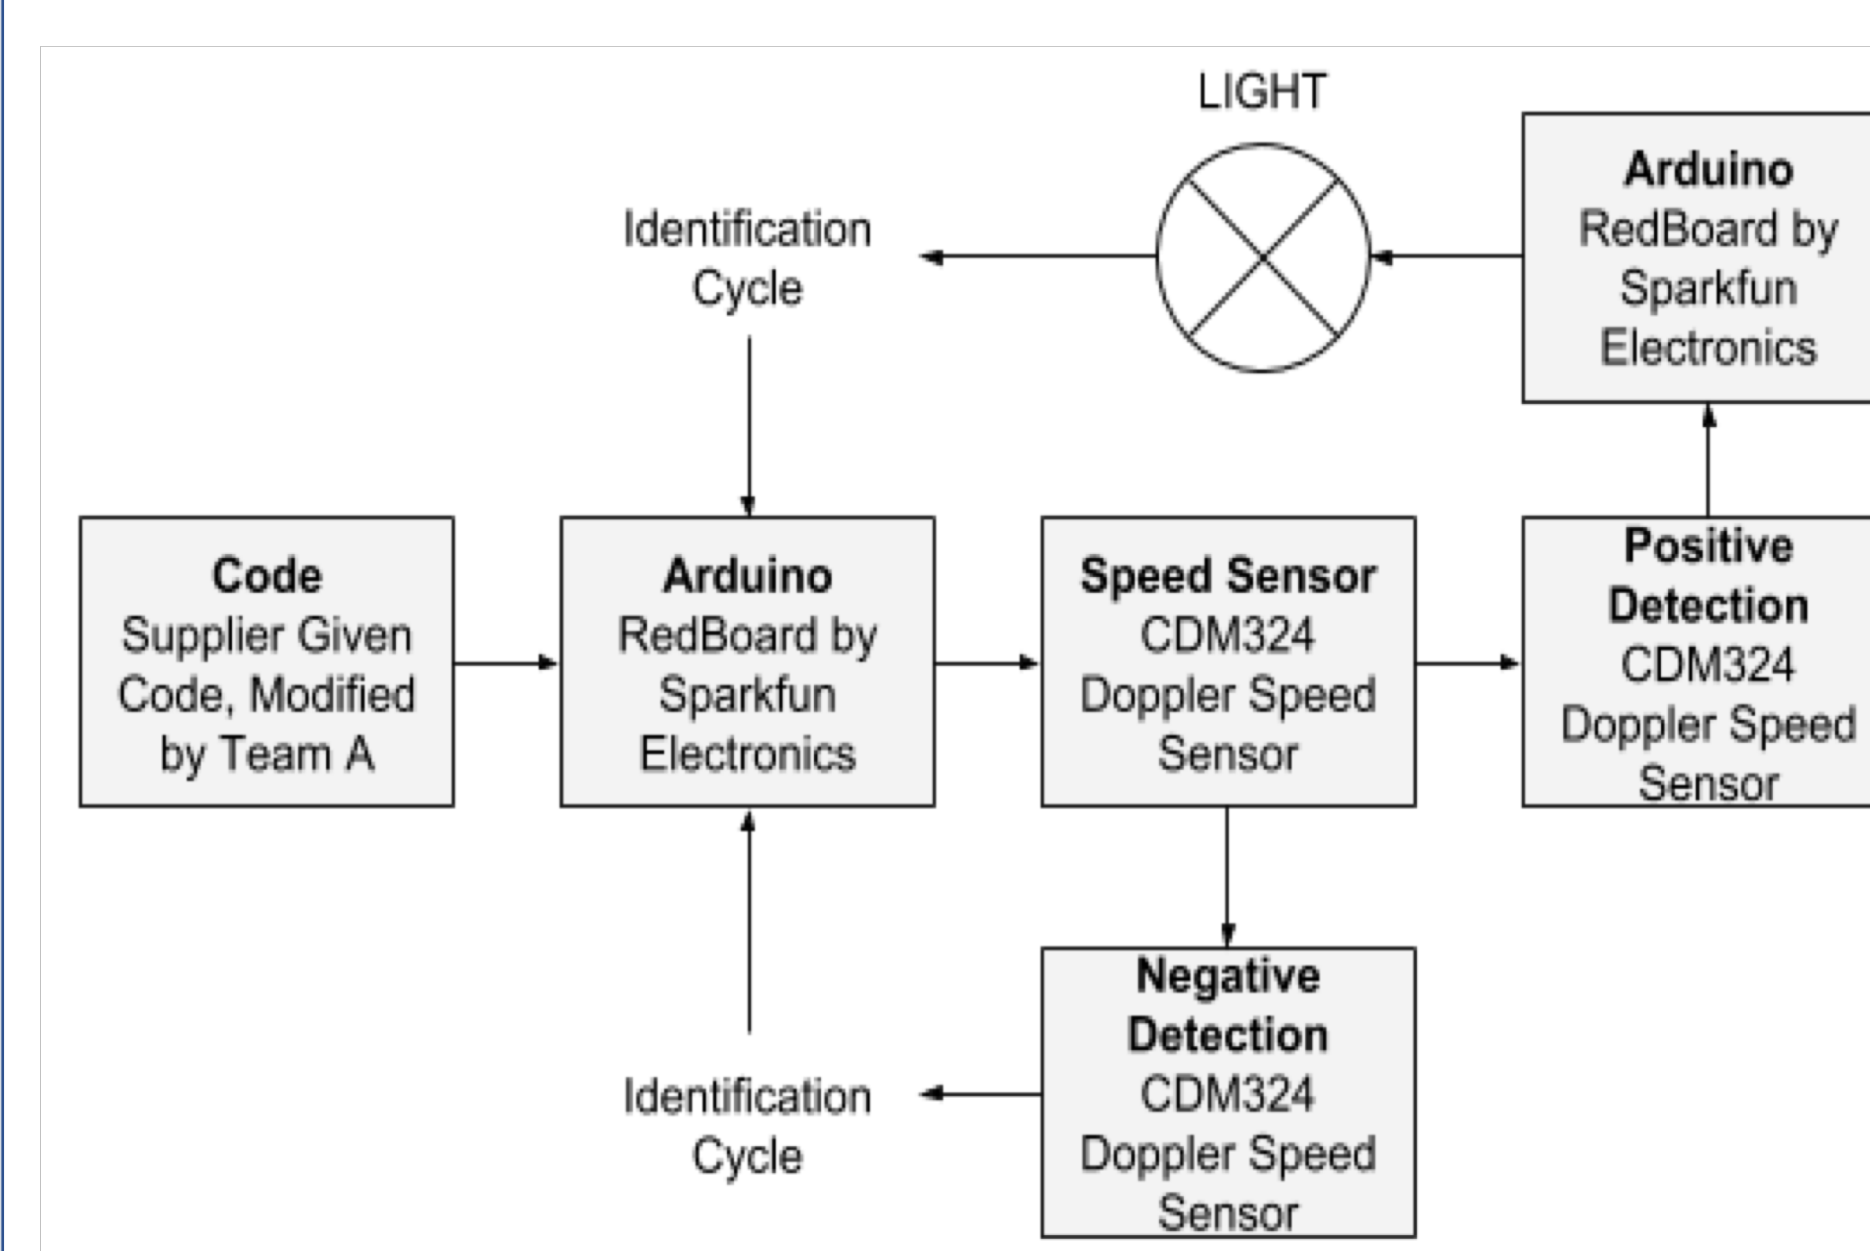 LIGHT
Arduino
RedBoard by
Sparkfun
Electronics
Identification
Cycle
Code
Supplier Given
Code, Modified
by Team A
Arduino
RedBoard by
Sparkfun
Electronics
Speed Sensor
CDM324
Doppler Speed
Sensor
Positive
Detection
CDM324
Doppler Speed
Sensor
Negative
Detection
CDM324
Doppler Speed
Sensor
Identification
Cycle